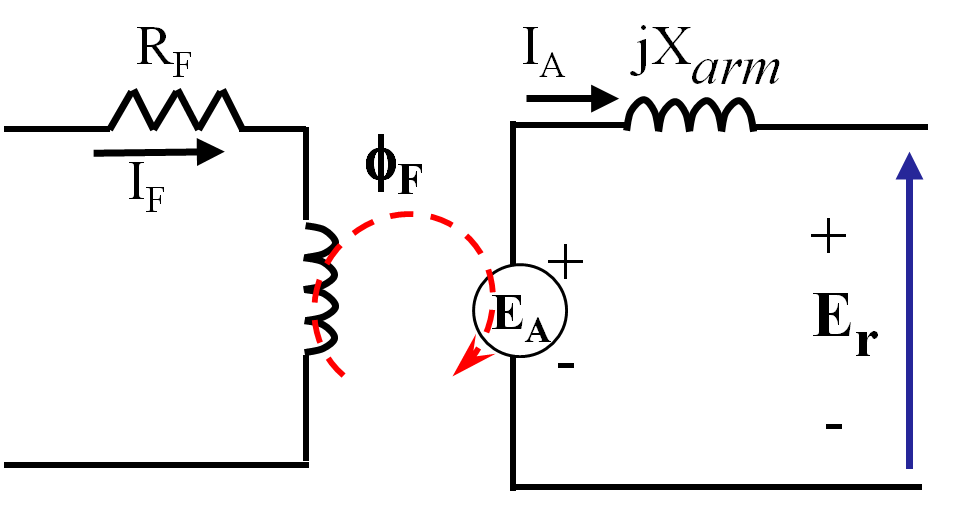 R_F
I_F
ϕ_F
I_A
jX_arm
+
E_A
-
+
E_r
-